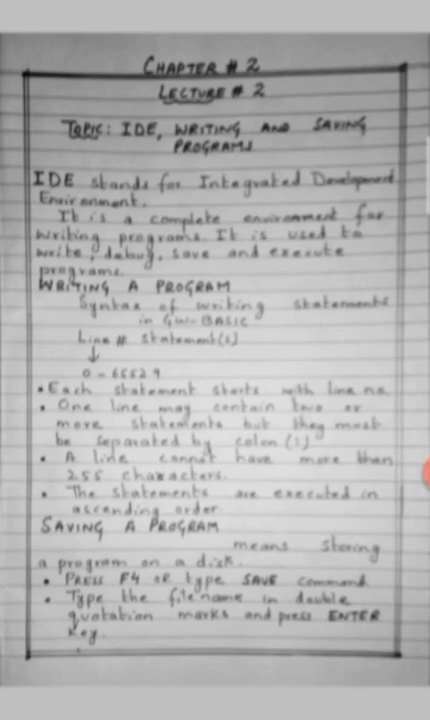 CHAPTER # 2
LECTURE # 2
TOPIC: IDE, WRITING AND SAVING
PROGRAMS
IDE stands for Integrated Development
Environment.
It is a complete environment for
writing programs. It is used to
write, debug, save and execute
programs.
WRITING A PROGRAM
Syntax of writing statements
in GW-BASIC
Line # statement(s)
↓
0 - 65529
• Each statement starts with line no.
• One line may contain two or
more statements but they must
be separated by colon (:)
• A line cannot have more than
255 characters.
• The statements are executed in
ascending order.
SAVING A PROGRAM
means storing
a program on a disk.
• PRESS F4 OR type SAVE command
• Type the filename in double
quotation marks and press ENTER
key.